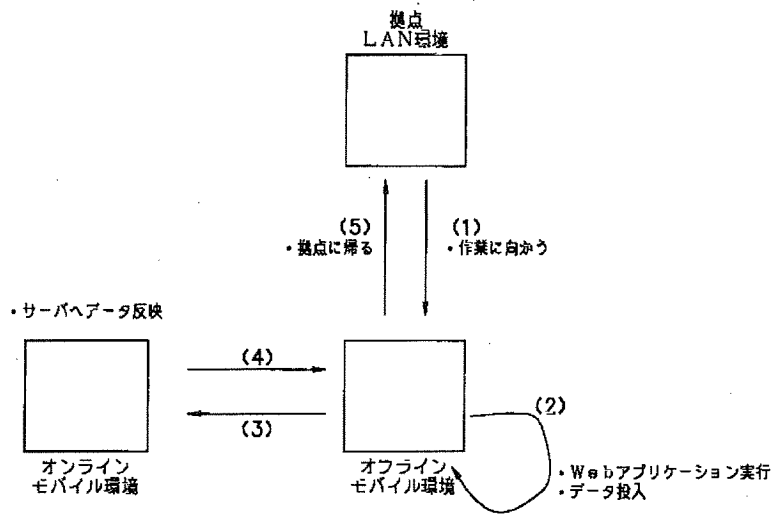 拠点
LAN環境
(5)
・拠点に帰る
(1)
・作業に向かう
・サーバへデータ反映
(4)
(3)
(2)
オンライン
モバイル環境
オフライン
モバイル環境
・Webアプリケーション実行
・データ投入